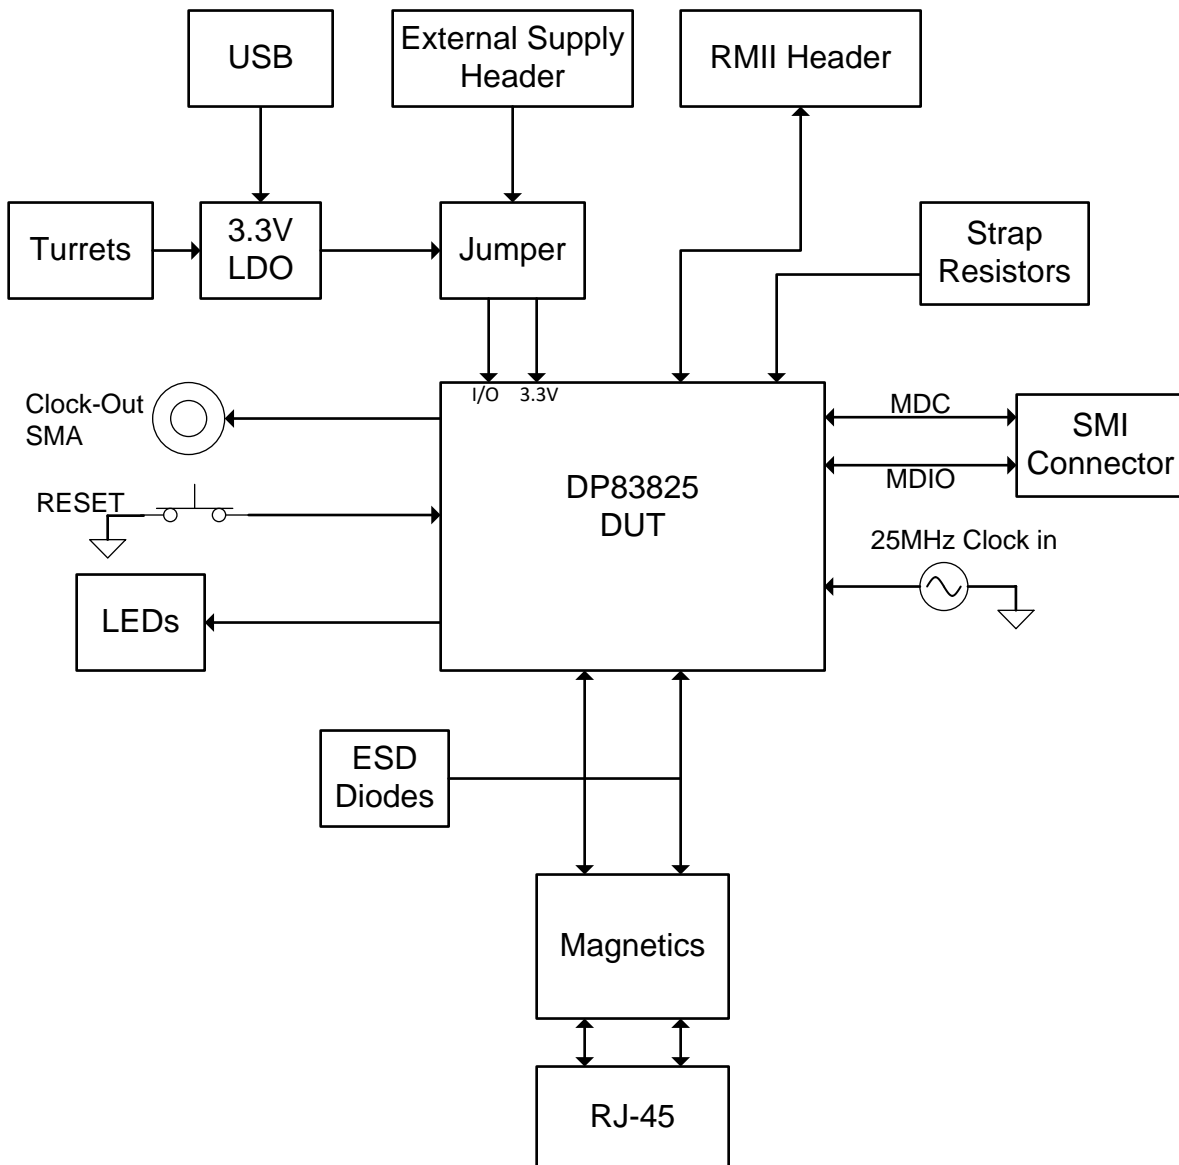 USB
External Supply
Header
RMII Header
Turrets
3.3V
LDO
Jumper
Strap
Resistors
I/O
3.3V
Clock-Out
SMA
MDC
SMI
Connector
MDIO
DP83825
DUT
RESET
25MHz Clock in
LEDs
ESD
Diodes
Magnetics
RJ-45